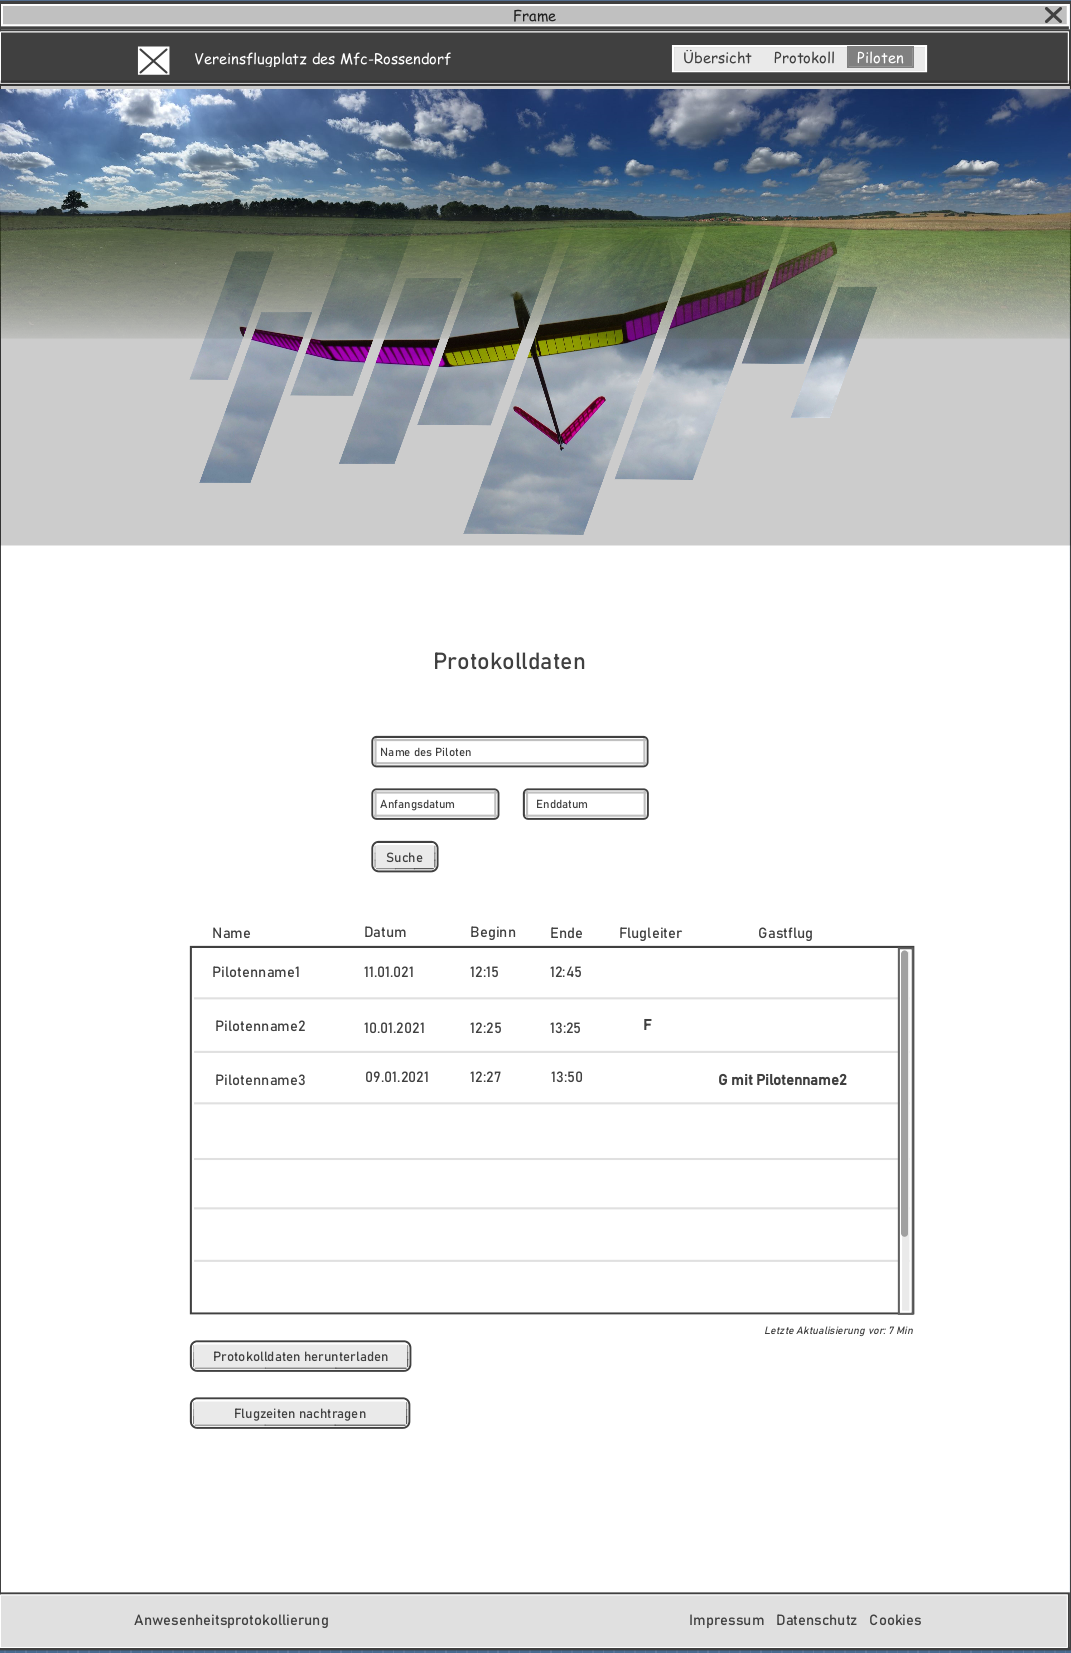 Frame
Vereinsflugplatz des Mfc-Rossendorf
Übersicht Protokoll Piloten
Protokolldaten
Name des Piloten
Anfangsdatum Enddatum
Suche
Name Datum Beginn Ende Flugleiter Gastflug
Pilotenname1 11.01.021 12:15 12:45
Pilotenname2 10.01.2021 12:25 13:25 F
Pilotenname3 09.01.2021 12:27 13:50 G mit Pilotenname2
Letzte Aktualisierung vor: 7 Min
Protokolldaten herunterladen
Flugzeiten nachtragen
Anwesenheitsprotokollierung Impressum Datenschutz Cookies